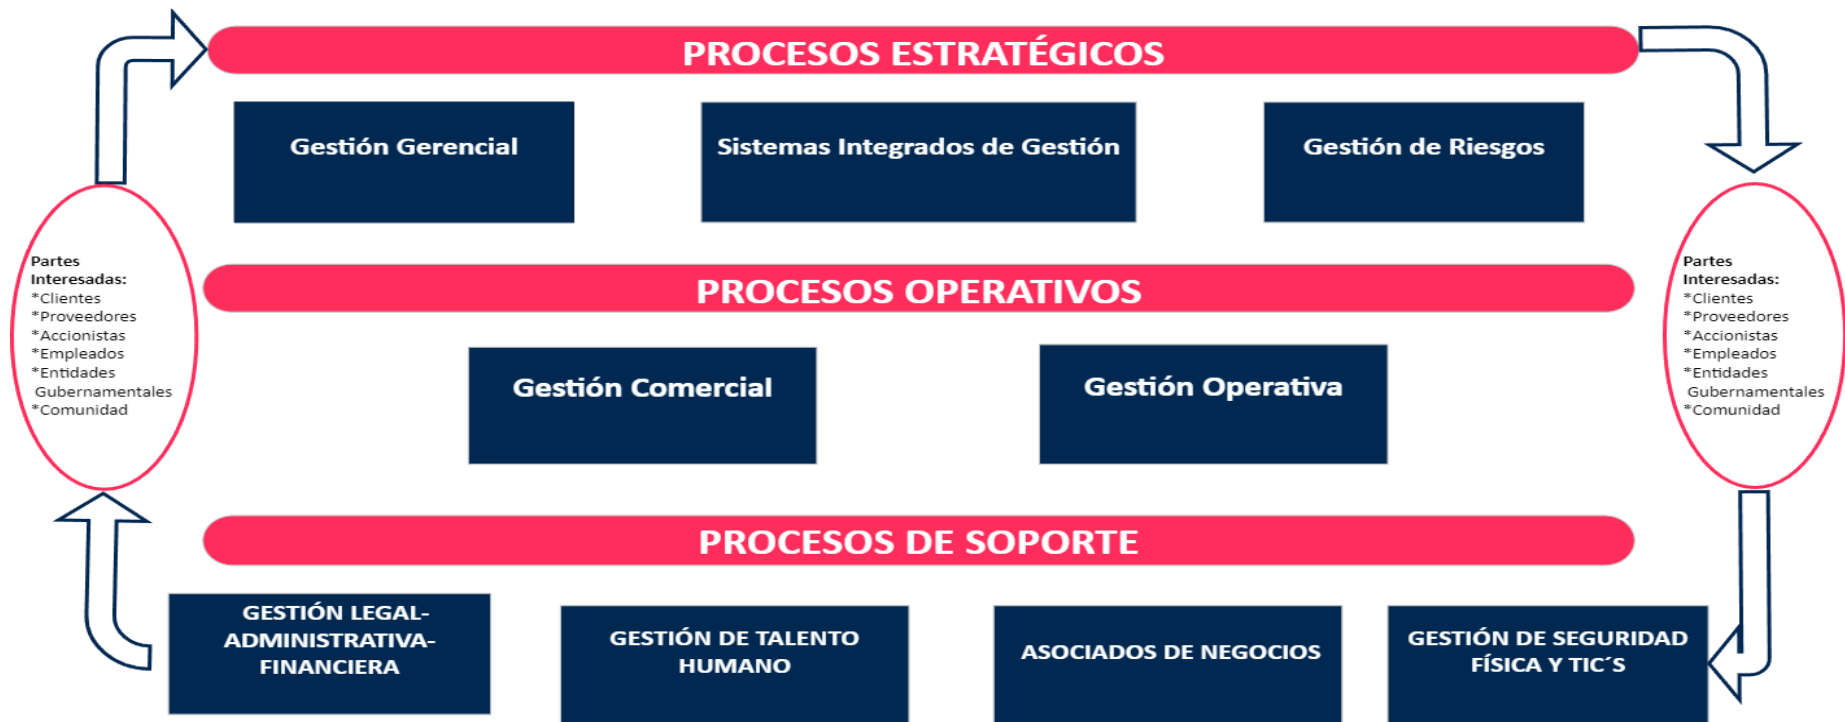 PROCESOS ESTRATÉGICOS
Gestión Gerencial
Sistemas Integrados de Gestión
Gestión de Riesgos
Partes
Interesadas:
*Clientes
*Proveedores
*Accionistas
*Empleados
*Entidades
Gubernamentales
*Comunidad
PROCESOS OPERATIVOS
Gestión Comercial
Gestión Operativa
Partes
Interesadas:
*Clientes
*Proveedores
*Accionistas
*Empleados
*Entidades
Gubernamentales
*Comunidad
PROCESOS DE SOPORTE
GESTIÓN LEGAL-
ADMINISTRATIVA-
FINANCIERA
GESTIÓN DE TALENTO
HUMANO
ASOCIADOS DE NEGOCIOS
GESTIÓN DE SEGURIDAD
FÍSICA Y TIC´S